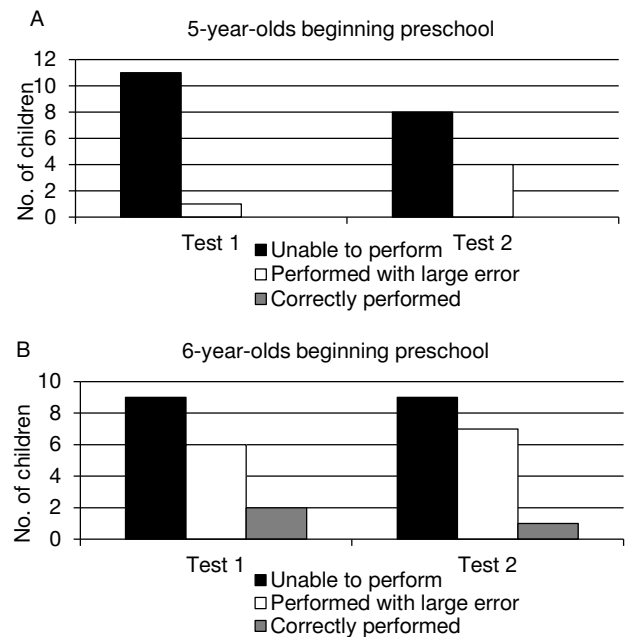 A
5-year-olds beginning preschool
No. of children
12
10
8
6
4
2
0
Test 1
Test 2
Unable to perform
Performed with large error
Correctly performed
B
6-year-olds beginning preschool
No. of children
10
8
6
4
2
0
Test 1
Test 2
Unable to perform
Performed with large error
Correctly performed